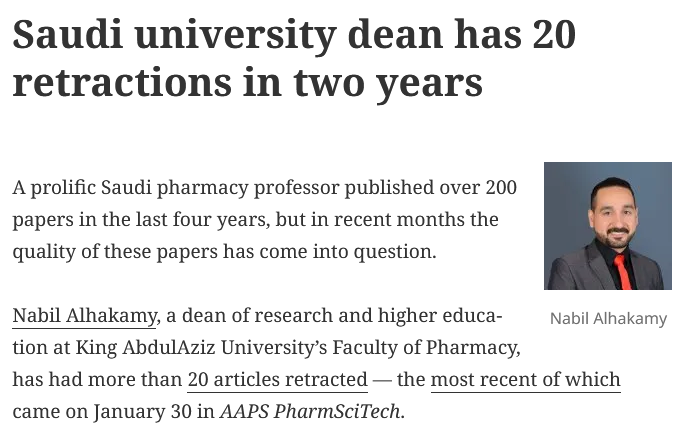 Saudi university dean has 20
retractions in two years
A prolific Saudi pharmacy professor published over 200
papers in the last four years, but in recent months the
quality of these papers has come into question.
Nabil Alhakamy
Nabil Alhakamy, a dean of research and higher educa-
tion at King AbdulAziz University’s Faculty of Pharmacy,
has had more than 20 articles retracted — the most recent of which
came on January 30 in AAPS PharmSciTech.